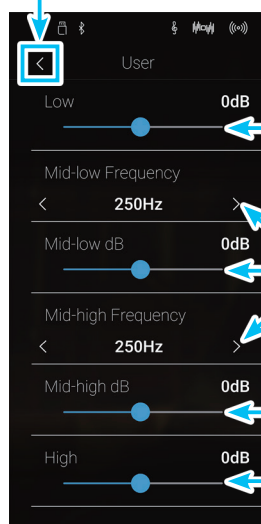 User
Low 0dB
Mid-low Frequency
< 250Hz >
Mid-low dB 0dB
Mid-high Frequency
< 250Hz >
Mid-high dB 0dB
High 0dB